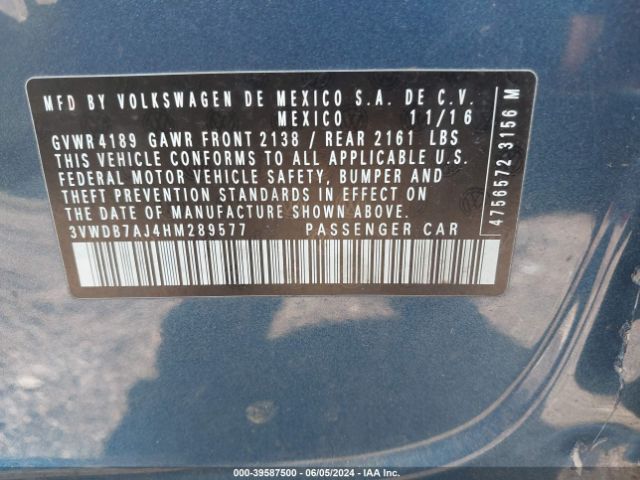 MFD BY VOLKSWAGEN DE MEXICO S.A. DE C.V.
MEXICO 11/16
GVWR 4189 GAWR FRONT 2138 / REAR 2161 LBS
THIS VEHICLE CONFORMS TO ALL APPLICABLE U.S.
FEDERAL MOTOR VEHICLE SAFETY, BUMPER AND
THEFT PREVENTION STANDARDS IN EFFECT ON
THE DATE OF MANUFACTURE SHOWN ABOVE.
3VWDB7AJ4HM289577 PASSENGER CAR
4756572 3156 M
000-39587500 - 06/05/2024 - IAA Inc.